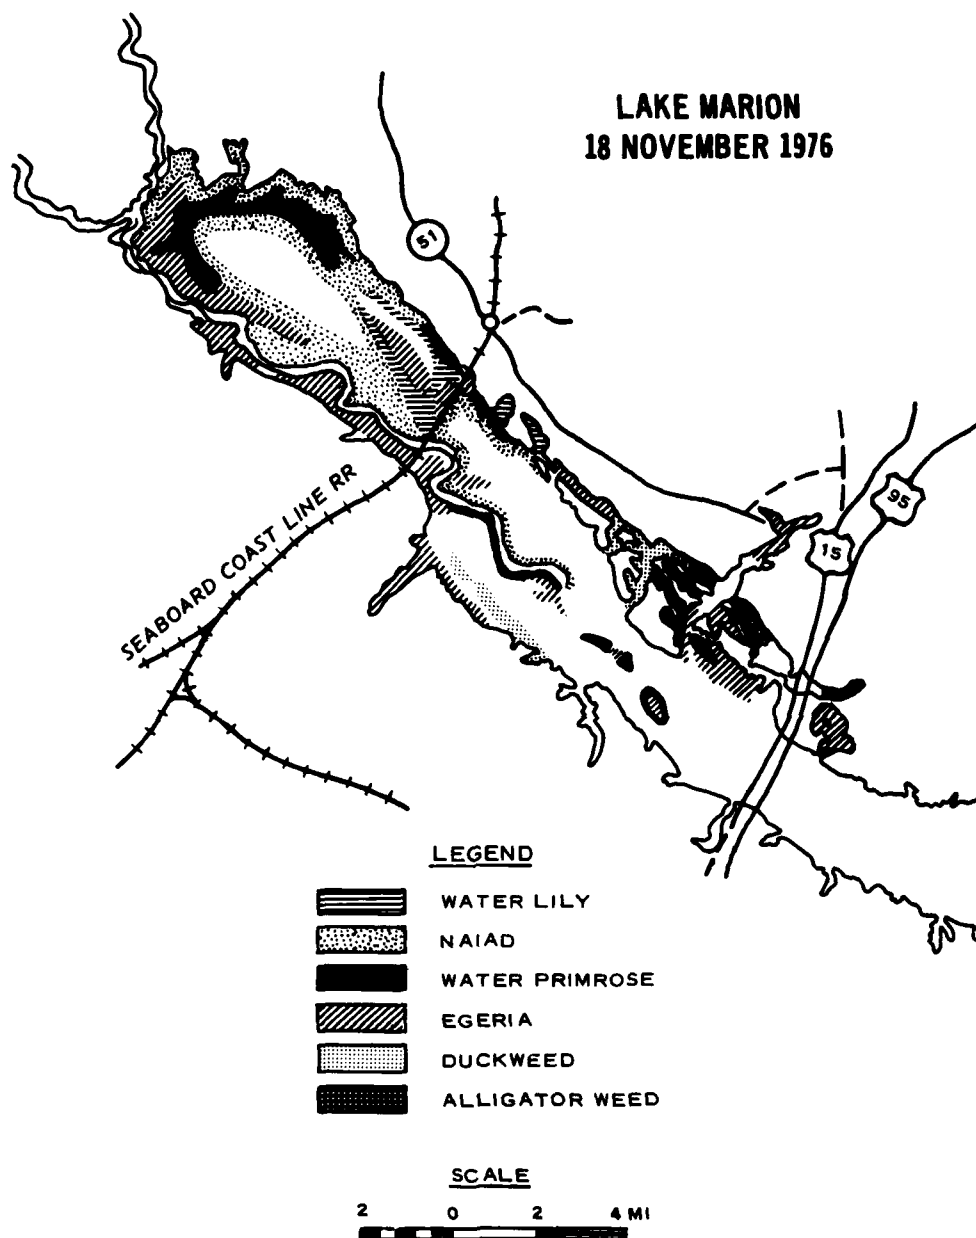 LAKE MARION
18 NOVEMBER 1976
51
95
15
SEABOARD COAST LINE RR
LEGEND
WATER LILY
NAIAD
WATER PRIMROSE
EGERIA
DUCKWEED
ALLIGATOR WEED
SCALE
2 0 2 4 MI